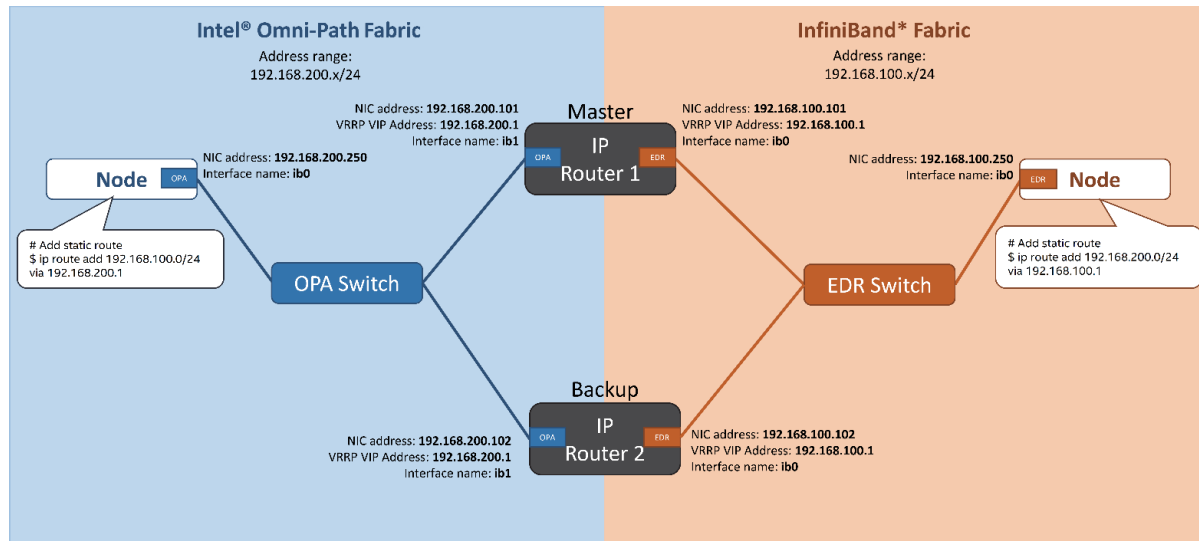 Intel® Omni-Path Fabric
Address range:
192.168.200.x/24
InfiniBand* Fabric
Address range:
192.168.100.x/24
NIC address: 192.168.200.101
VRRP VIP Address: 192.168.200.1
Interface name: ib1
Master
OPA
IP
Router 1
EDR
NIC address: 192.168.100.101
VRRP VIP Address: 192.168.100.1
Interface name: ib0
NIC address: 192.168.200.250
Interface name: ib0
Node
OPA
# Add static route
$ ip route add 192.168.100.0/24
via 192.168.200.1
OPA Switch
NIC address: 192.168.100.250
Interface name: ib0
EDR
Node
# Add static route
$ ip route add 192.168.200.0/24
via 192.168.100.1
EDR Switch
NIC address: 192.168.200.102
VRRP VIP Address: 192.168.200.1
Interface name: ib1
Backup
OPA
IP
Router 2
EDR
NIC address: 192.168.100.102
VRRP VIP Address: 192.168.100.1
Interface name: ib0